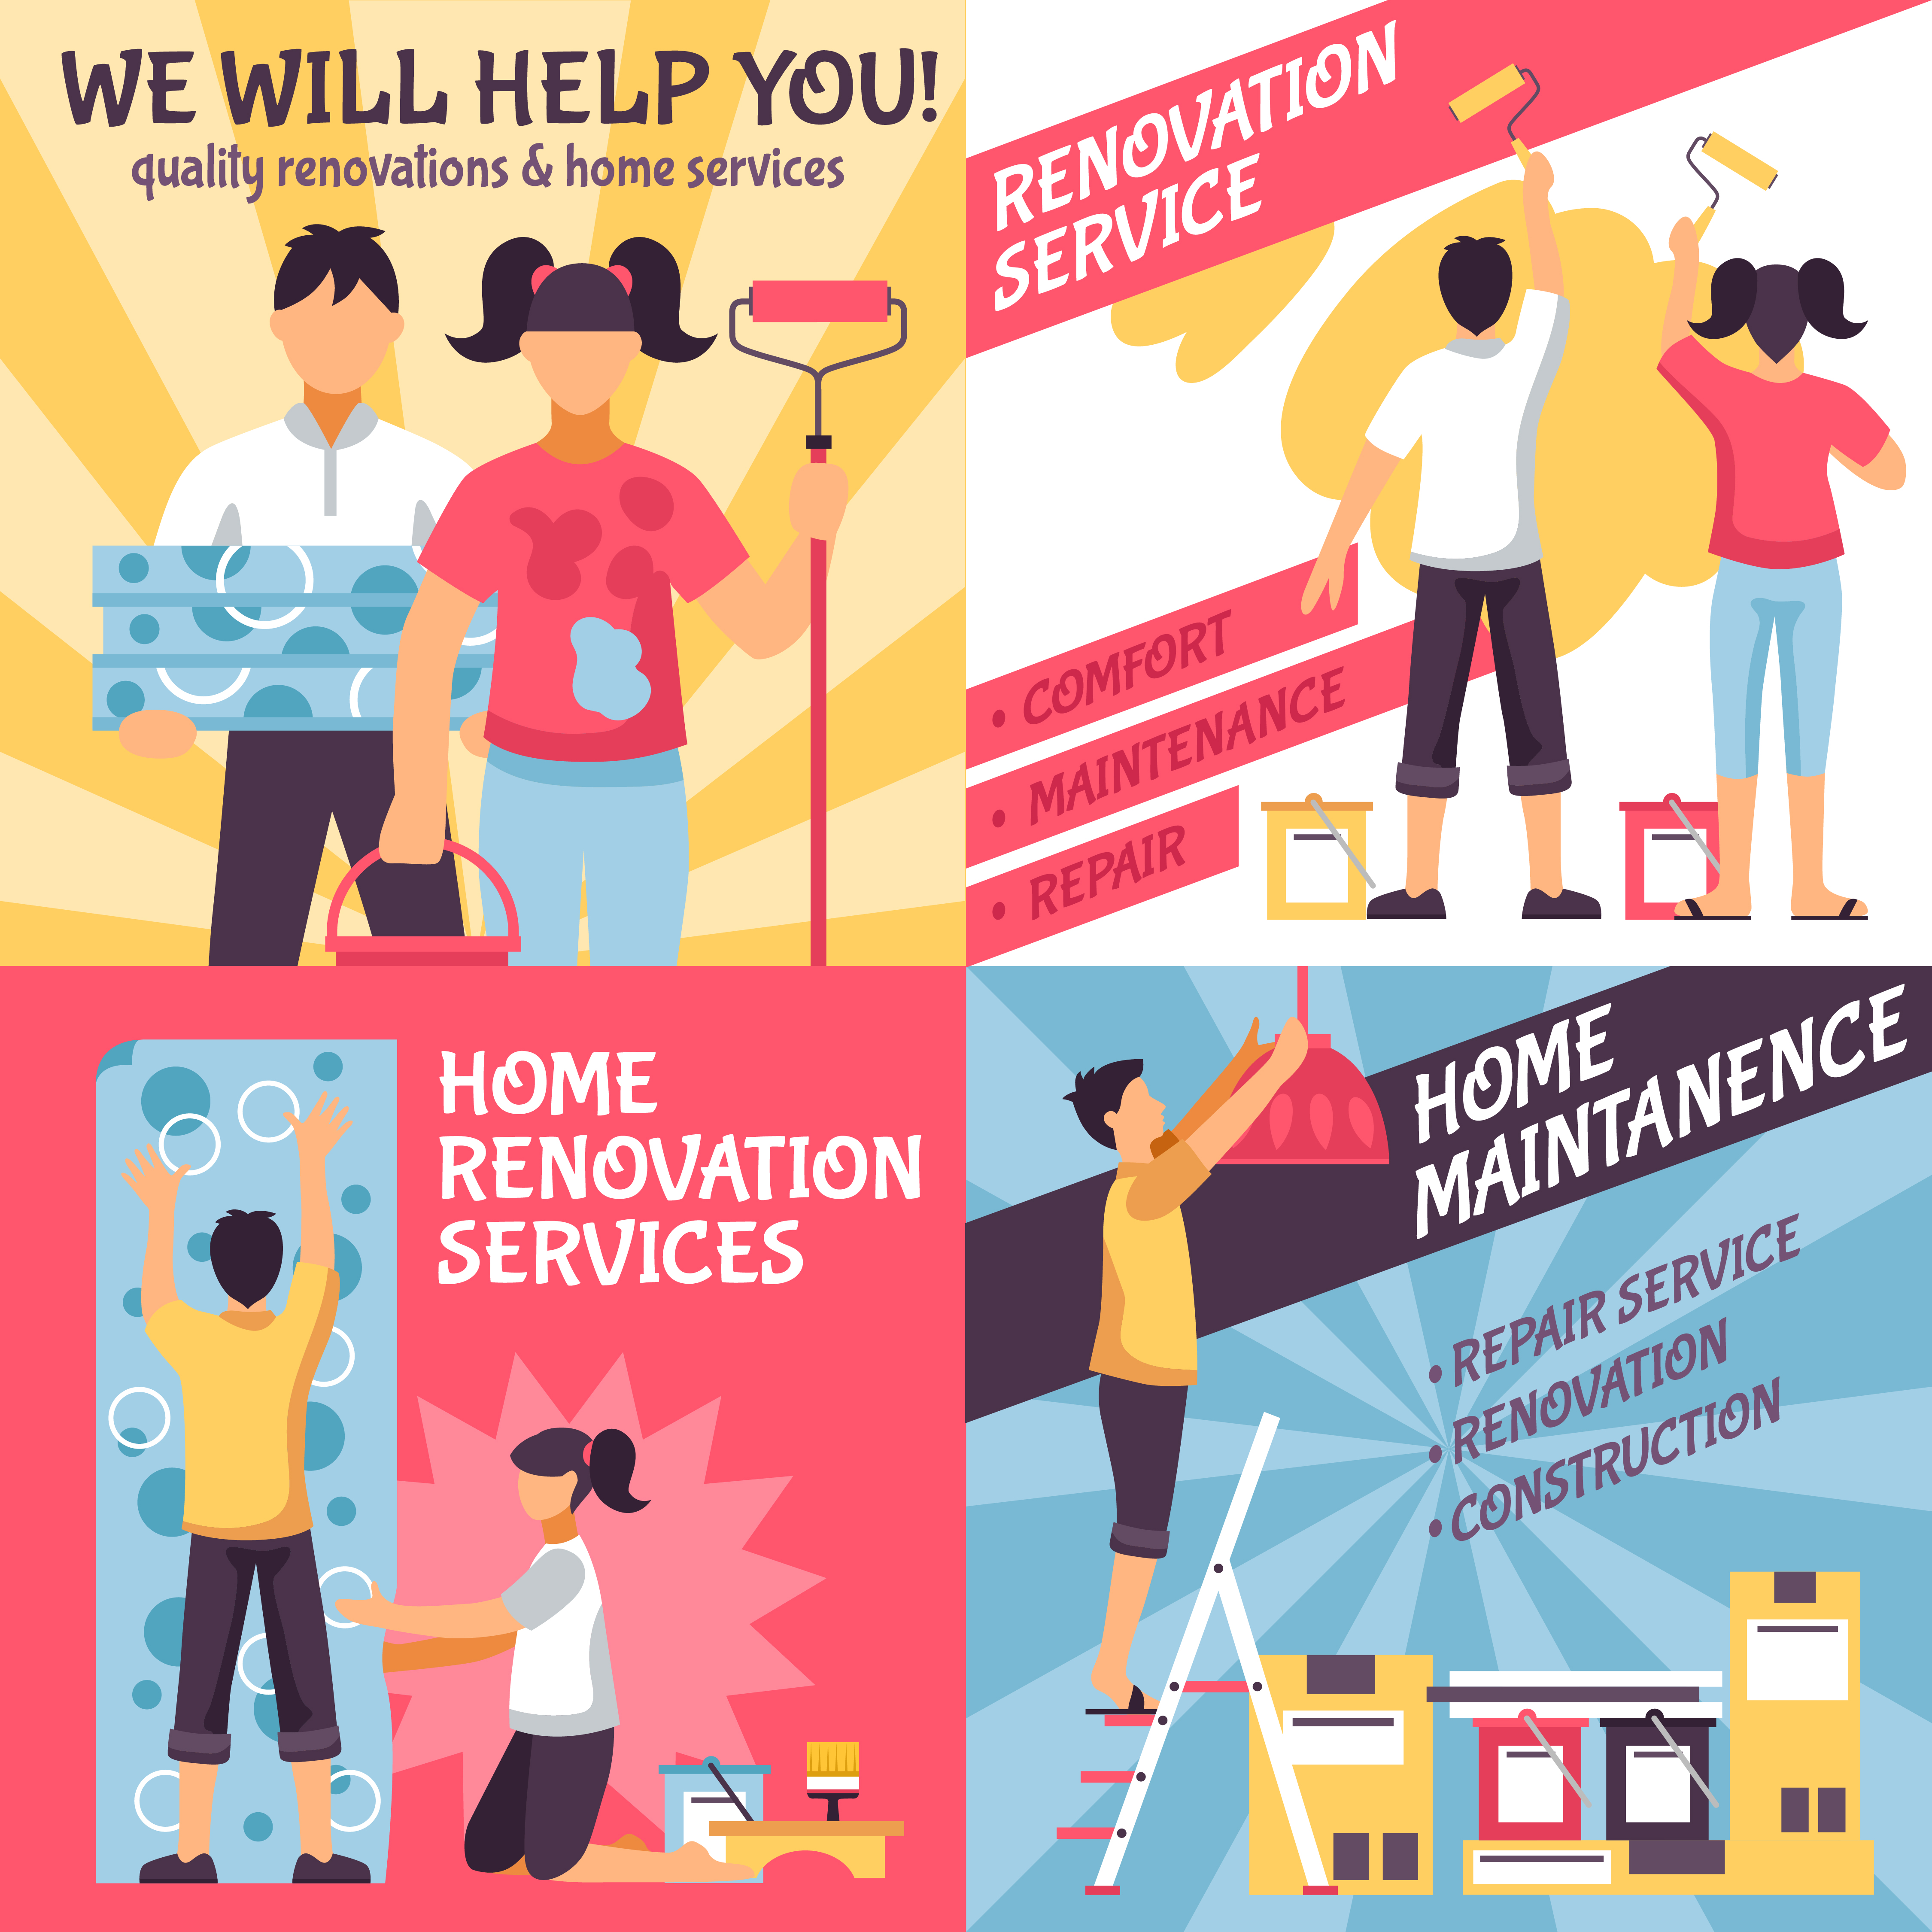 WE WILL HELP YOU!
quality renovations & home services
RENOVATION
SERVICE
• COMFORT
• MAINTENANCE
• REPAIR
HOME
RENOVATION
SERVICES
HOME
MAINTANENCE
• REPAIR SERVICE
• RENOVATION
• CONSTRUCTION